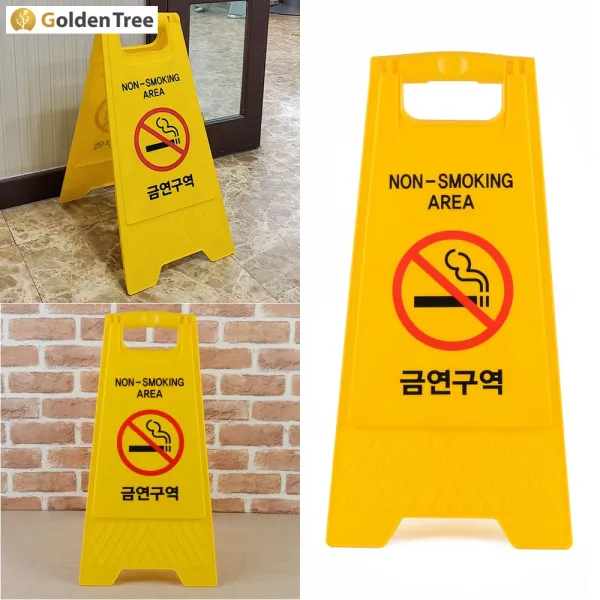 GoldenTree
NON-SMOKING
AREA
금연구역
NON-SMOKING
AREA
금연구역
NON-SMOKING
AREA
금연구역